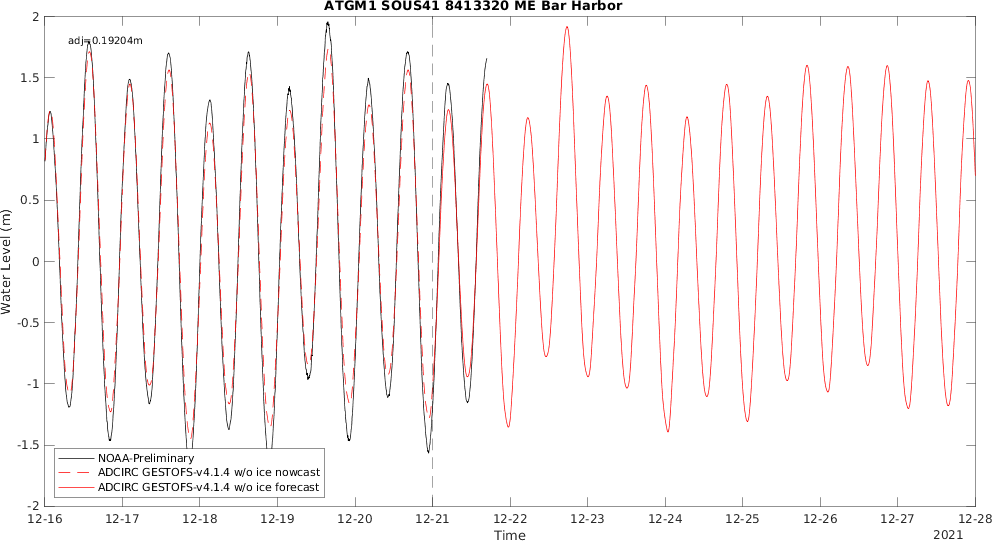 ATGM1 SOUS41 8413320 ME Bar Harbor
adj=0.19204m
2
1.5
1
0.5
0
-0.5
-1
-1.5
-2
Water Level (m)
NOAA-Preliminary
ADCIRC GESTOFS-v4.1.4 w/o ice nowcast
ADCIRC GESTOFS-v4.1.4 w/o ice forecast
12-16 12-17 12-18 12-19 12-20 12-21 12-22 12-23 12-24 12-25 12-26 12-27 12-28
Time
2021